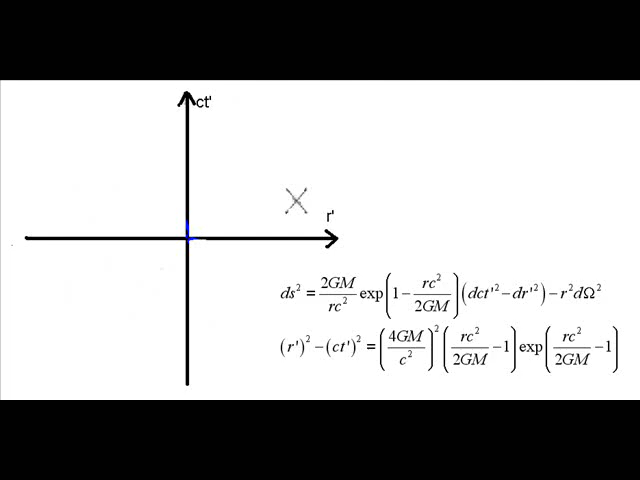 ct'
r'
ds² = 2GM/rc² exp(1 − rc²/2GM)(dct'² − dr'²) − r²dΩ²
(r')² − (ct')² = (4GM/c²)² (rc²/2GM − 1) exp(rc²/2GM − 1)